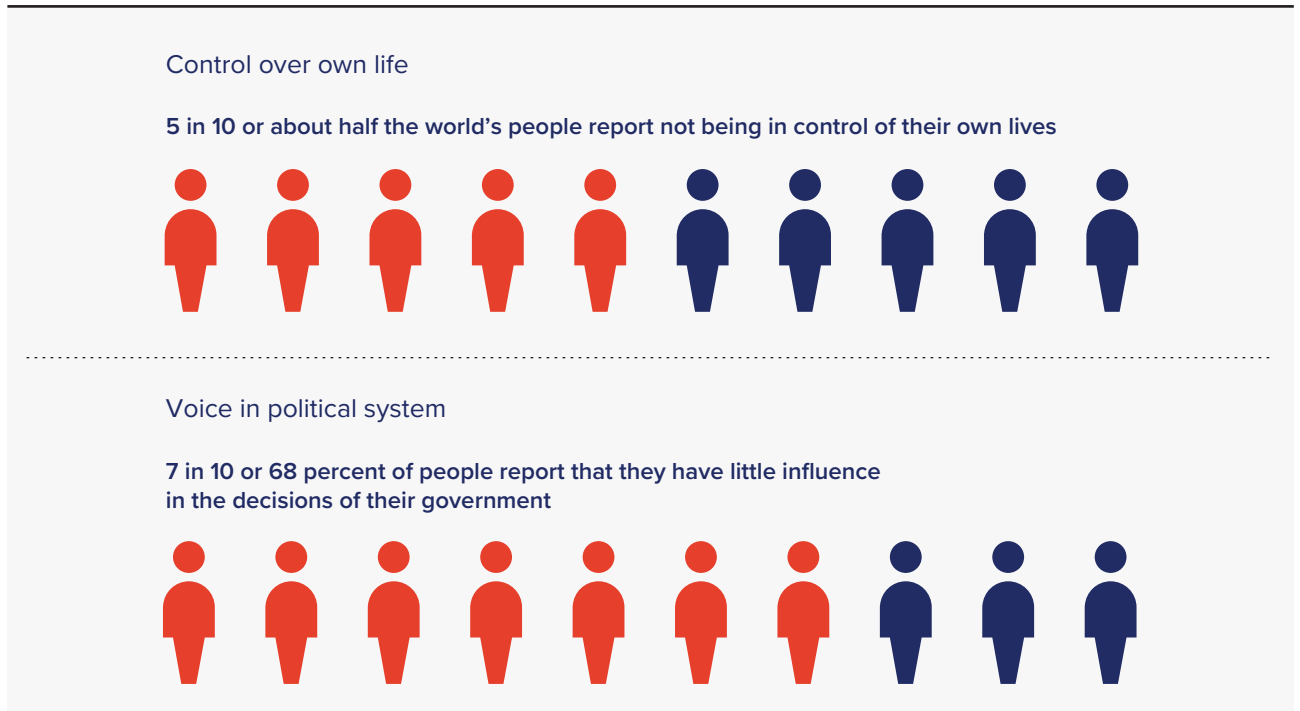 Control over own life
5 in 10 or about half the world’s people report not being in control of their own lives
Voice in political system
7 in 10 or 68 percent of people report that they have little influence
in the decisions of their government